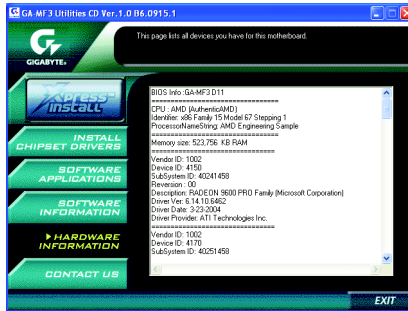 GA-MF3 Utilities CD Ver.1.0 B6.0915.1
GIGABYTE™
This page lists all devices you have for this motherboard.
Xpress-
install
INSTALL
CHIPSET DRIVERS
SOFTWARE
APPLICATIONS
SOFTWARE
INFORMATION
HARDWARE
INFORMATION
CONTACT US
BIOS Info :GA-MF3 D11
================================
CPU : AMD (AuthenticAMD)
Identifier: x86 Family 15 Model 67 Stepping 1
ProcessorNameString: AMD Engineering Sample
================================
Memory size: 523,756 KB RAM
================================
Vendor ID: 1002
Device ID: 4150
SubSystem ID: 40241458
Reversion : 00
Description: RADEON 9600 PRO Family (Microsoft Corporation)
Driver Ver: 6.14.10.6462
Driver Date: 3-23-2004
Driver Provider: ATI Technologies Inc.
================================
Vendor ID: 1002
Device ID: 4170
SubSystem ID: 40251458
EXIT